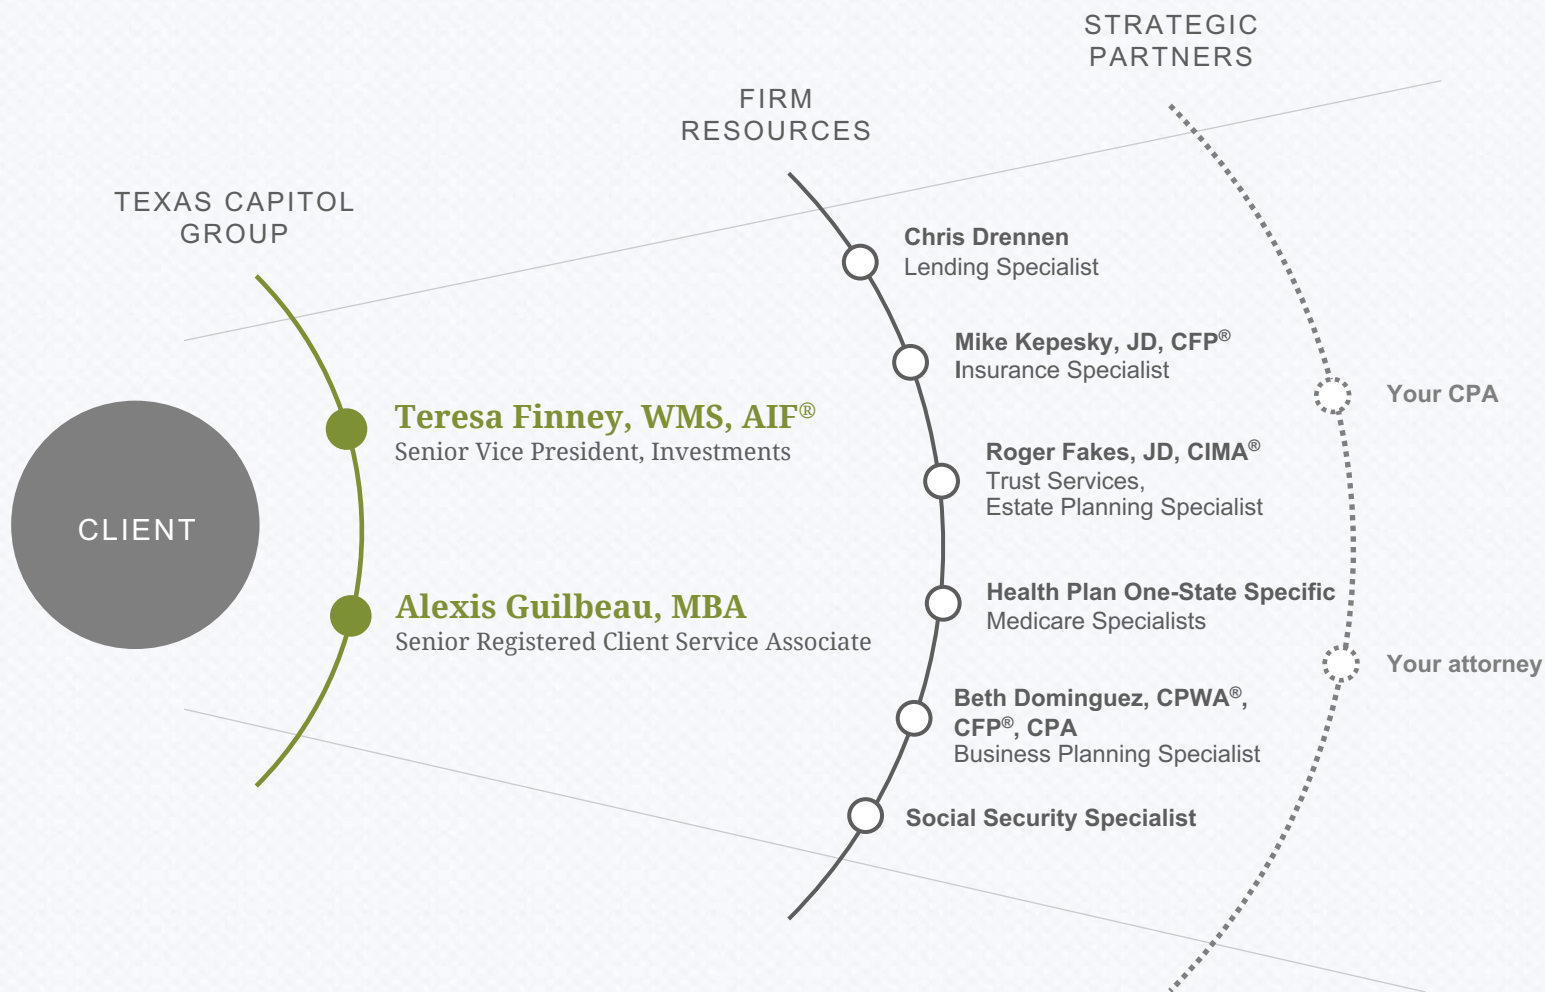 STRATEGIC
PARTNERS
FIRM
RESOURCES
TEXAS CAPITOL
GROUP
Chris Drennen
Lending Specialist
Mike Kepesky, JD, CFP®
Insurance Specialist
Your CPA
Teresa Finney, WMS, AIF®
Senior Vice President, Investments
Roger Fakes, JD, CIMA®
Trust Services,
Estate Planning Specialist
CLIENT
Health Plan One-State Specific
Medicare Specialists
Alexis Guilbeau, MBA
Senior Registered Client Service Associate
Your attorney
Beth Dominguez, CPWA®,
CFP®, CPA
Business Planning Specialist
Social Security Specialist